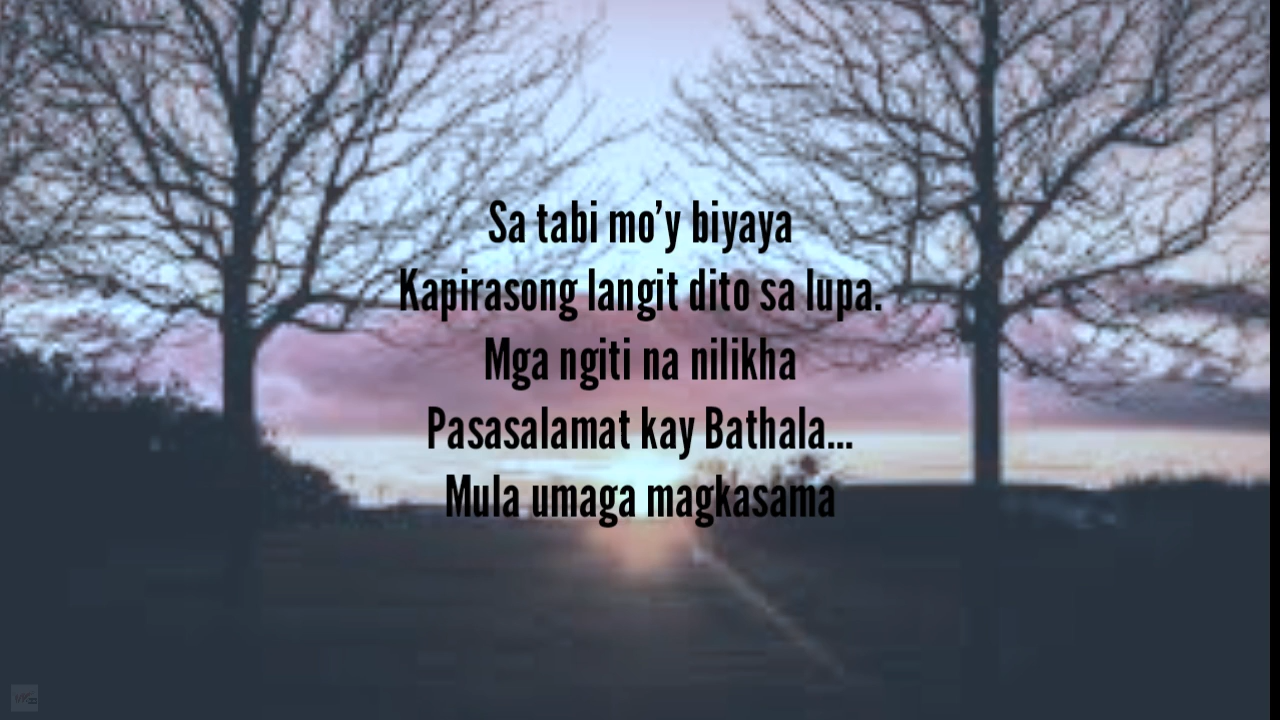 Sa tabi mo’y biyaya
Kapirasong langit dito sa lupa.
Mga ngiti na nilikha
Pasasalamat kay Bathala...
Mula umaga magkasama